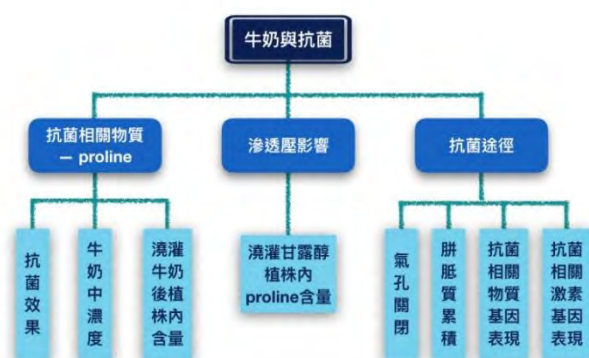 牛奶與抗菌
抗菌相關物質
— proline
滲透壓影響
抗菌途徑
抗菌效果
牛奶中濃度
澆灌牛奶後植株內含量
澆灌甘露醇
植株內
proline含量
氣孔關閉
胼胝質累積
抗菌相關物質基因表現
抗菌相關激素基因表現